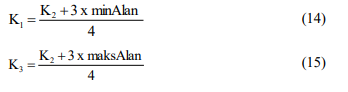 K₁ = (K₂ + 3 x minAlan) / 4 (14)
K₃ = (K₂ + 3 x maksAlan) / 4 (15)